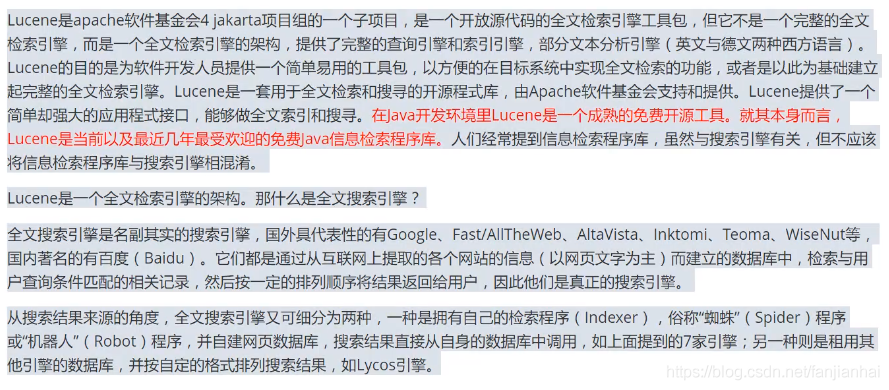 Lucene是apache软件基金会4 jakarta项目组的一个子项目，是一个开放源代码的全文检索引擎工具包，但它不是一个完整的全文
检索引擎，而是一个全文检索引擎的架构，提供了完整的查询引擎和索引引擎，部分文本分析引擎（英文与德文两种西方语言）。
Lucene的目的是为软件开发人员提供一个简单易用的工具包，以方便的在目标系统中实现全文检索的功能，或者是以此为基础建立
起完整的全文检索引擎。Lucene是一套用于全文检索和搜寻的开源程式库，由Apache软件基金会支持和提供。Lucene提供了一个
简单却强大的应用程式接口，能够做全文索引和搜寻。在Java开发环境里Lucene是一个成熟的免费开源工具。就其本身而言，
Lucene是当前以及最近几年最受欢迎的免费Java信息检索程序库。人们经常提到信息检索程序库，虽然与搜索引擎有关，但不应该
将信息检索程序库与搜索引擎相混淆。
Lucene是一个全文检索引擎的架构。那什么是全文搜索引擎？
全文搜索引擎是名副其实的搜索引擎，国外具代表性的有Google、Fast/AllTheWeb、AltaVista、Inktomi、Teoma、WiseNut等，
国内著名的有百度（Baidu）。它们都是通过从互联网上提取的各个网站的信息（以网页文字为主）而建立的数据库中，检索与用
户查询条件匹配的相关记录，然后按一定的排列顺序将结果返回给用户，因此他们是真正的搜索引擎。
从搜索结果来源的角度，全文搜索引擎又可细分为两种，一种是拥有自己的检索程序（Indexer），俗称“蜘蛛”（Spider）程序
或“机器人”（Robot）程序，并自建网页数据库，搜索结果直接从自身的数据库中调用，如上面提到的7家引擎；另一种则是租用其
他引擎的数据库，并按自定的格式排列搜索结果，如Lycos引擎。
https://blog.csdn.net/fanjianhai